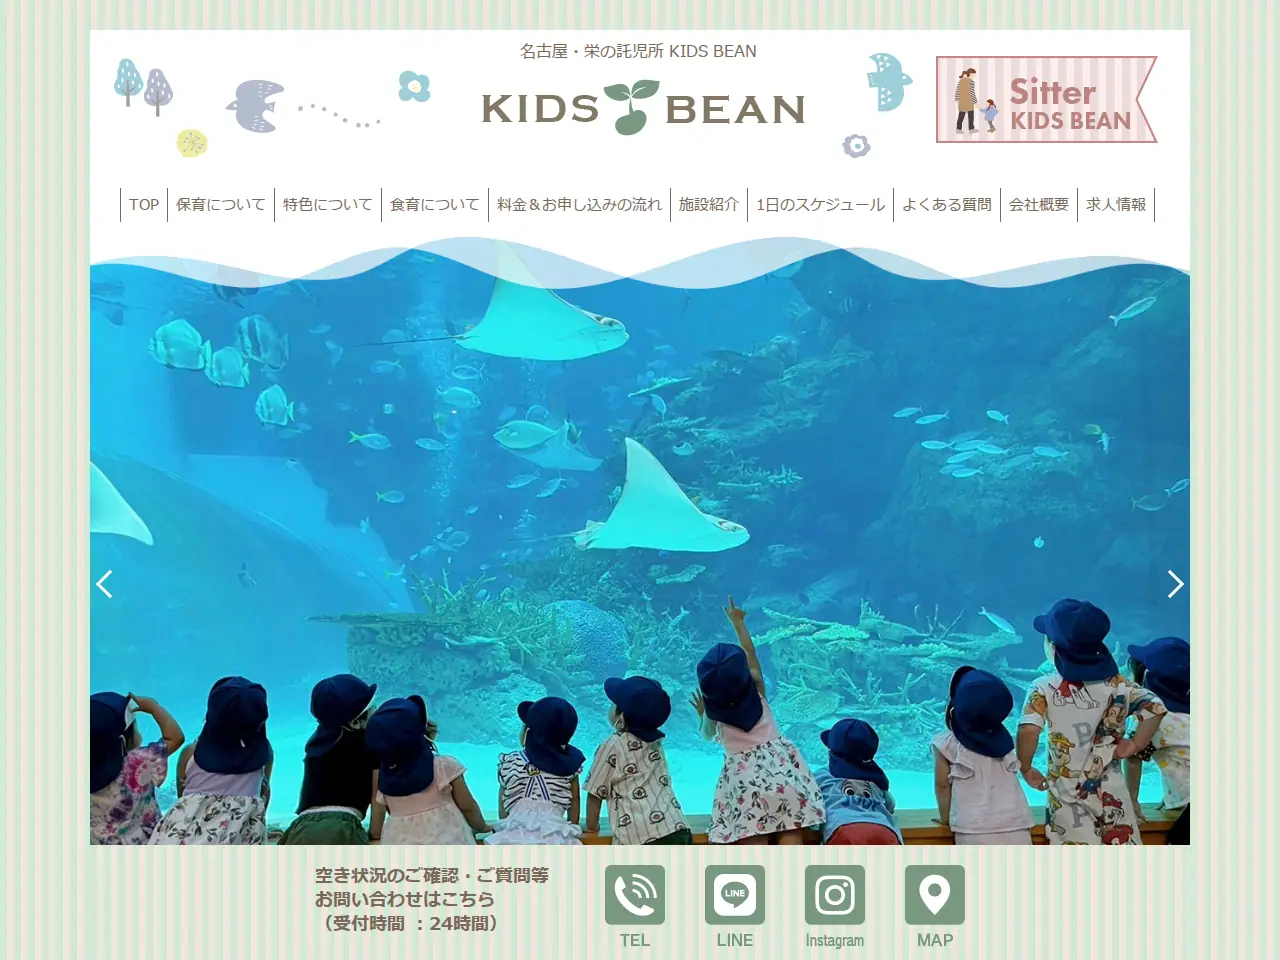 名古屋・栄の託児所 KIDS BEAN
KIDS BEAN
Sitter
KIDS BEAN
TOP
保育について
特色について
食育について
料金＆お申し込みの流れ
施設紹介
1日のスケジュール
よくある質問
会社概要
求人情報
空き状況のご確認・ご質問等
お問い合わせはこちら
（受付時間 ：24時間）
TEL
LINE
LINE
Instagram
MAP